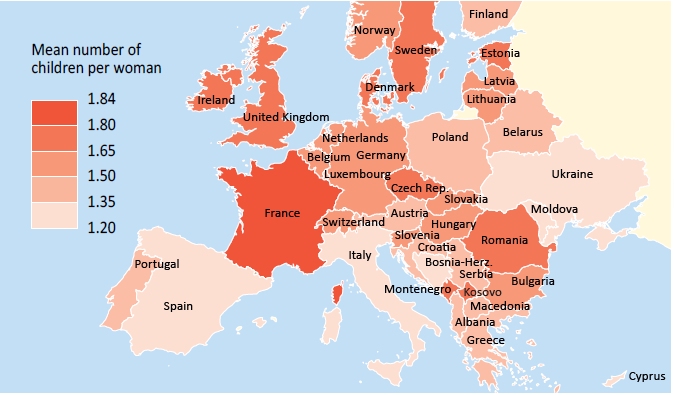 Mean number of
children per woman
1.84
1.80
1.65
1.50
1.35
1.20
Finland
Norway
Sweden
Estonia
Latvia
Denmark
Lithuania
Ireland
United Kingdom
Belarus
Netherlands
Poland
Belgium
Germany
Luxembourg
Ukraine
Czech Rep.
Slovakia
France
Austria
Moldova
Switzerland
Hungary
Slovenia
Romania
Croatia
Italy
Bosnia-Herz.
Portugal
Serbia
Bulgaria
Montenegro
Kosovo
Spain
Macedonia
Albania
Greece
Cyprus